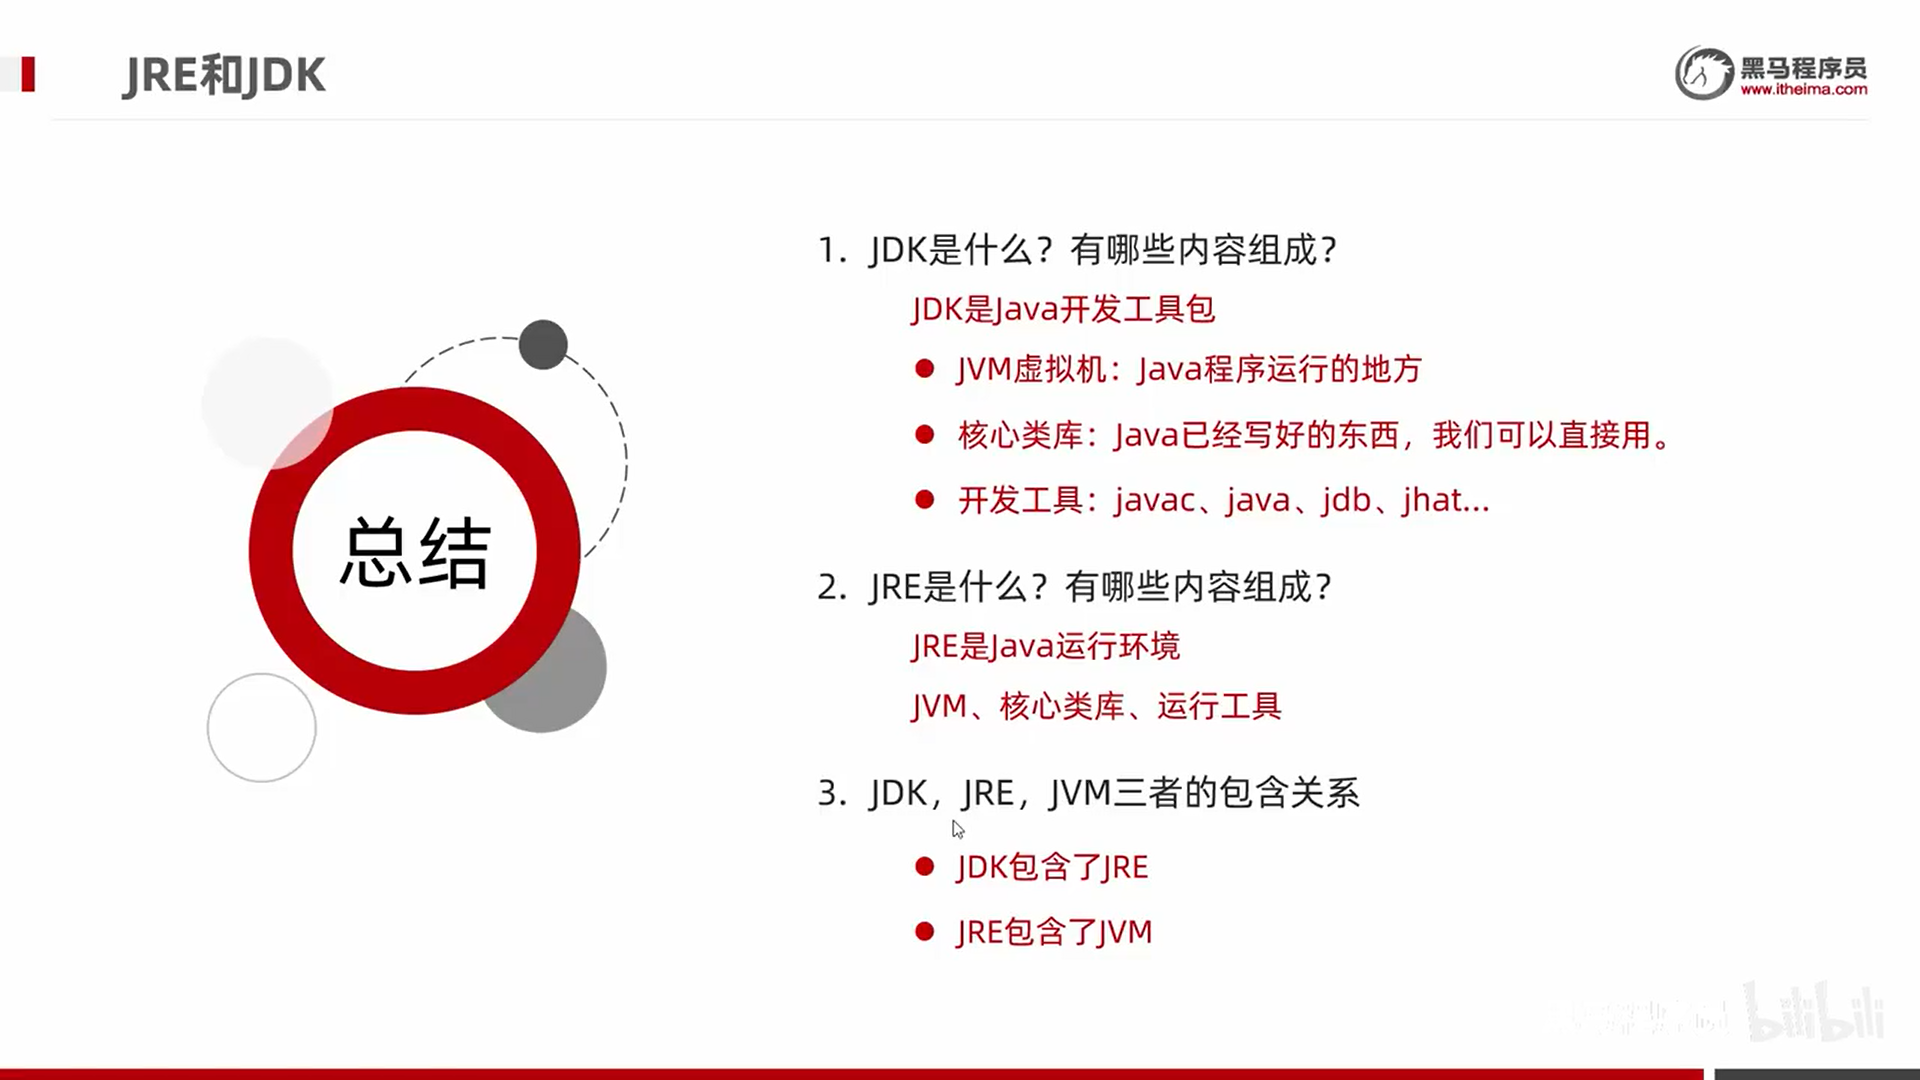 JRE和JDK
黑马程序员
www.itheima.com
总结
1. JDK是什么？有哪些内容组成？
JDK是Java开发工具包
JVM虚拟机：Java程序运行的地方
核心类库：Java已经写好的东西，我们可以直接用。
开发工具：javac、java、jdb、jhat...
2. JRE是什么？有哪些内容组成？
JRE是Java运行环境
JVM、核心类库、运行工具
3. JDK，JRE，JVM三者的包含关系
JDK包含了JRE
JRE包含了JVM
bilibili